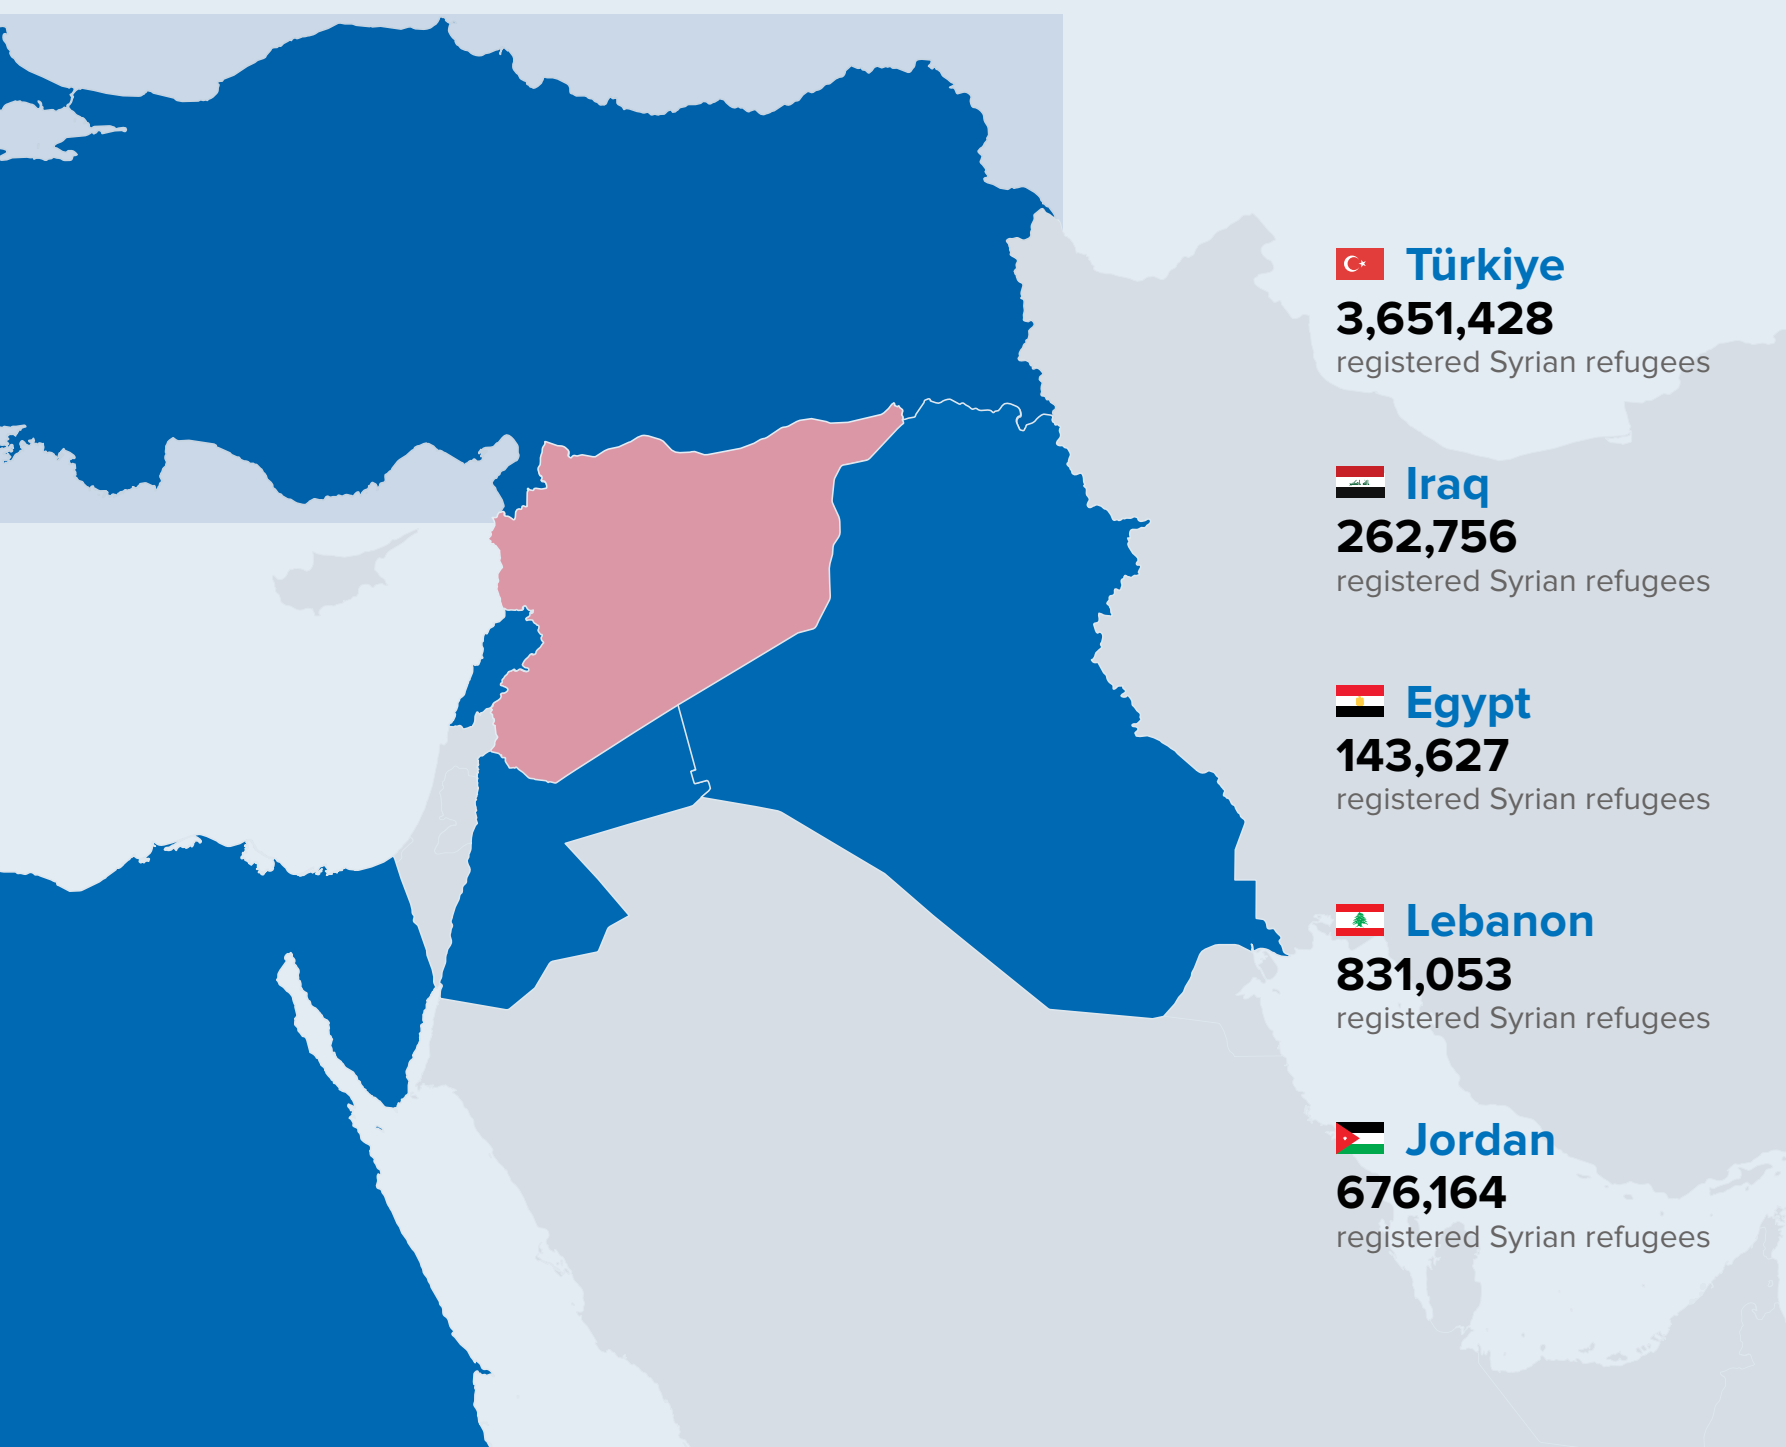 Türkiye
3,651,428
registered Syrian refugees
Iraq
262,756
registered Syrian refugees
Egypt
143,627
registered Syrian refugees
Lebanon
831,053
registered Syrian refugees
Jordan
676,164
registered Syrian refugees